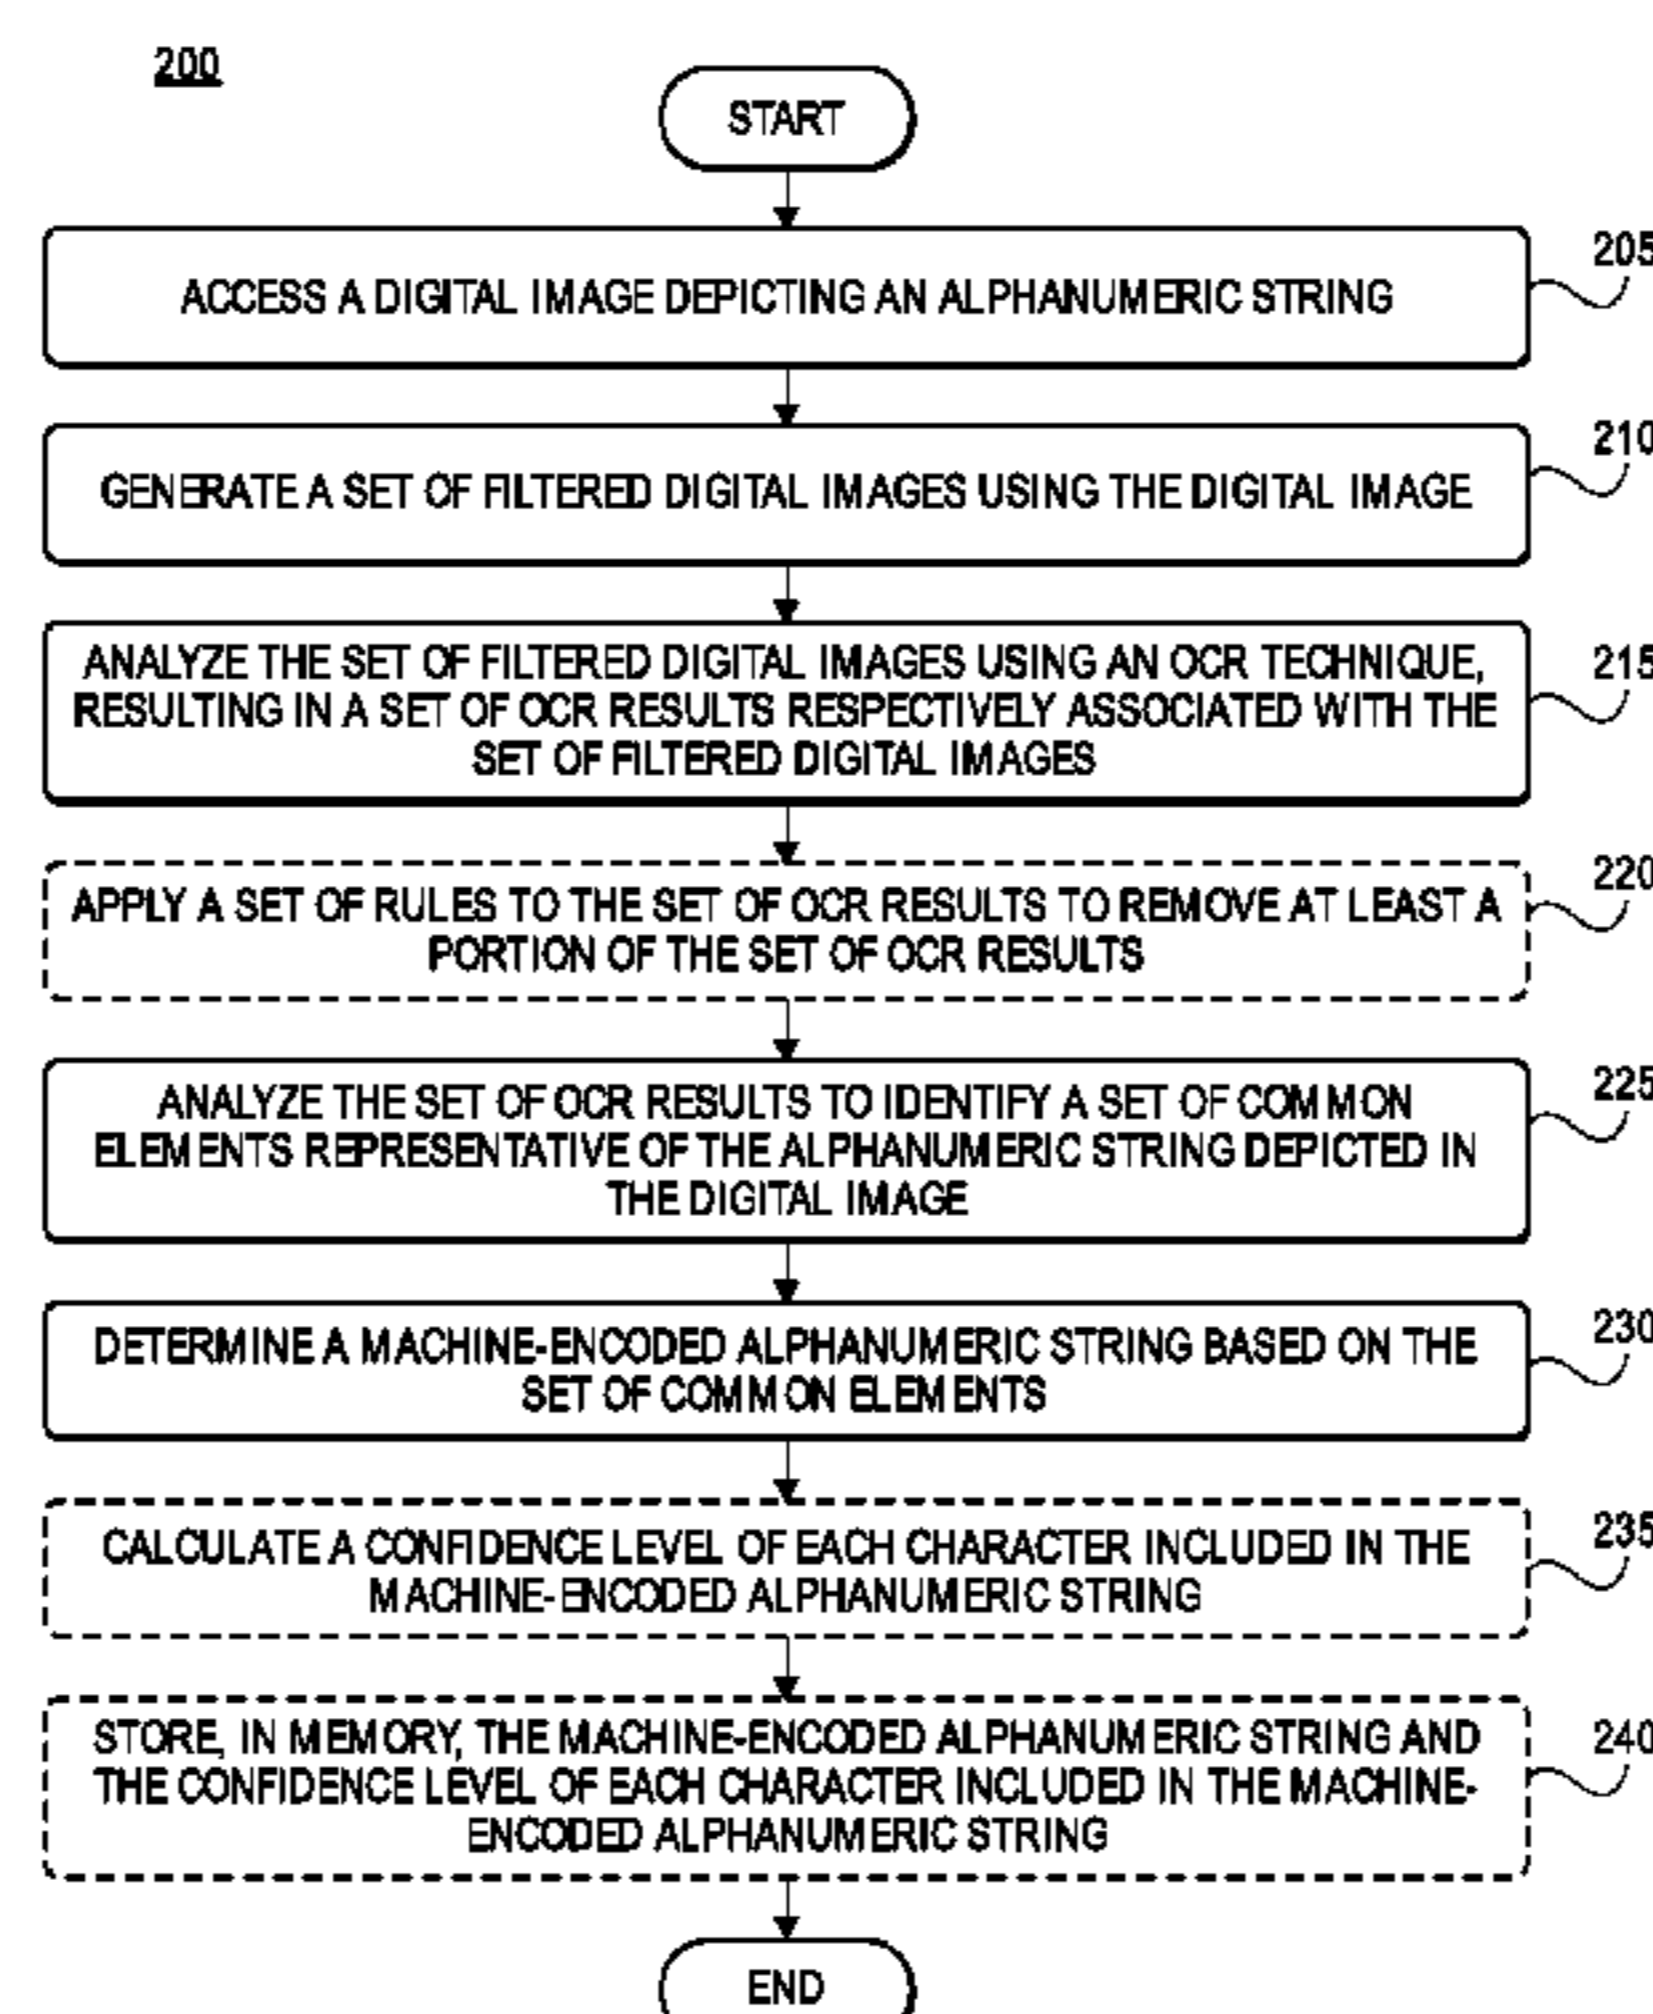 200
START
ACCESS A DIGITAL IMAGE DEPICTING AN ALPHANUMERIC STRING
205
GENERATE A SET OF FILTERED DIGITAL IMAGES USING THE DIGITAL IMAGE
210
ANALYZE THE SET OF FILTERED DIGITAL IMAGES USING AN OCR TECHNIQUE,
RESULTING IN A SET OF OCR RESULTS RESPECTIVELY ASSOCIATED WITH THE
SET OF FILTERED DIGITAL IMAGES
215
APPLY A SET OF RULES TO THE SET OF OCR RESULTS TO REMOVE AT LEAST A
PORTION OF THE SET OF OCR RESULTS
220
ANALYZE THE SET OF OCR RESULTS TO IDENTIFY A SET OF COMMON
ELEMENTS REPRESENTATIVE OF THE ALPHANUMERIC STRING DEPICTED IN
THE DIGITAL IMAGE
225
DETERMINE A MACHINE-ENCODED ALPHANUMERIC STRING BASED ON THE
SET OF COMMON ELEMENTS
230
CALCULATE A CONFIDENCE LEVEL OF EACH CHARACTER INCLUDED IN THE
MACHINE-ENCODED ALPHANUMERIC STRING
235
STORE, IN MEMORY, THE MACHINE-ENCODED ALPHANUMERIC STRING AND
THE CONFIDENCE LEVEL OF EACH CHARACTER INCLUDED IN THE MACHINE-
ENCODED ALPHANUMERIC STRING
240
END